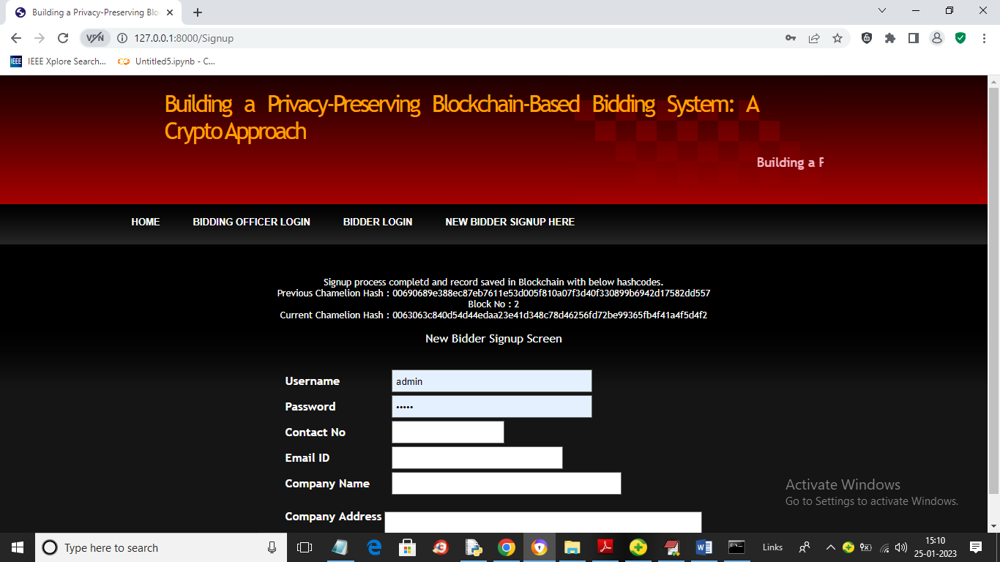 Building a Privacy-Preserving Blo
127.0.0.1:8000/Signup
VPN
IEEE
IEEE Xplore Search...
Untitled5.ipynb - C...
Building a Privacy-Preserving Blockchain-Based Bidding System: A
Crypto Approach
Building a P
HOME
BIDDING OFFICER LOGIN
BIDDER LOGIN
NEW BIDDER SIGNUP HERE
Signup process completd and record saved in Blockchain with below hashcodes.
Previous Chamelion Hash : 00690689e388ec87eb7611e53d005f810a07f3d40f330899b6942d17582dd557
Block No : 2
Current Chamelion Hash : 0063063c840d54d44edaa23e41d348c78d46256fd72be99365fb4f41a4f5d4f2
New Bidder Signup Screen
Username admin
Password •••••
Contact No
Email ID
Company Name
Company Address
Activate Windows
Go to Settings to activate Windows.
Type here to search
Links
15:10
25-01-2023